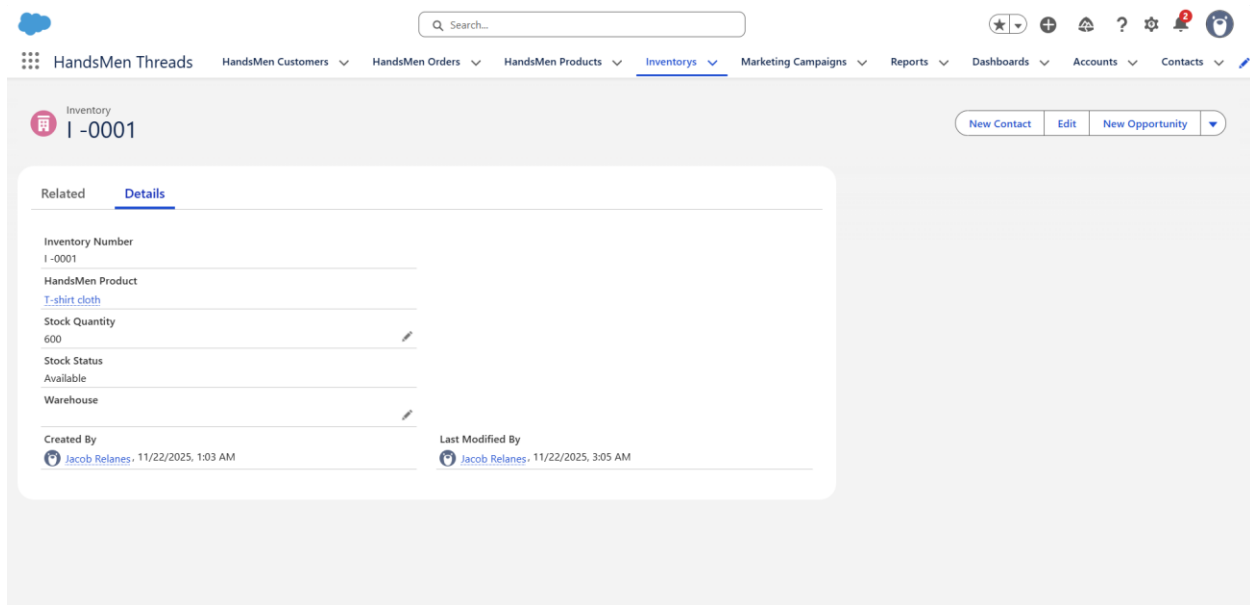 Search...
2
HandsMen Threads HandsMen Customers HandsMen Orders HandsMen Products Inventorys Marketing Campaigns Reports Dashboards Accounts Contacts
Inventory
I -0001
New Contact Edit New Opportunity
Related Details
Inventory Number
I -0001
HandsMen Product
T-shirt cloth
Stock Quantity
600
Stock Status
Available
Warehouse
Created By
Jacob Relanes, 11/22/2025, 1:03 AM
Last Modified By
Jacob Relanes, 11/22/2025, 3:05 AM